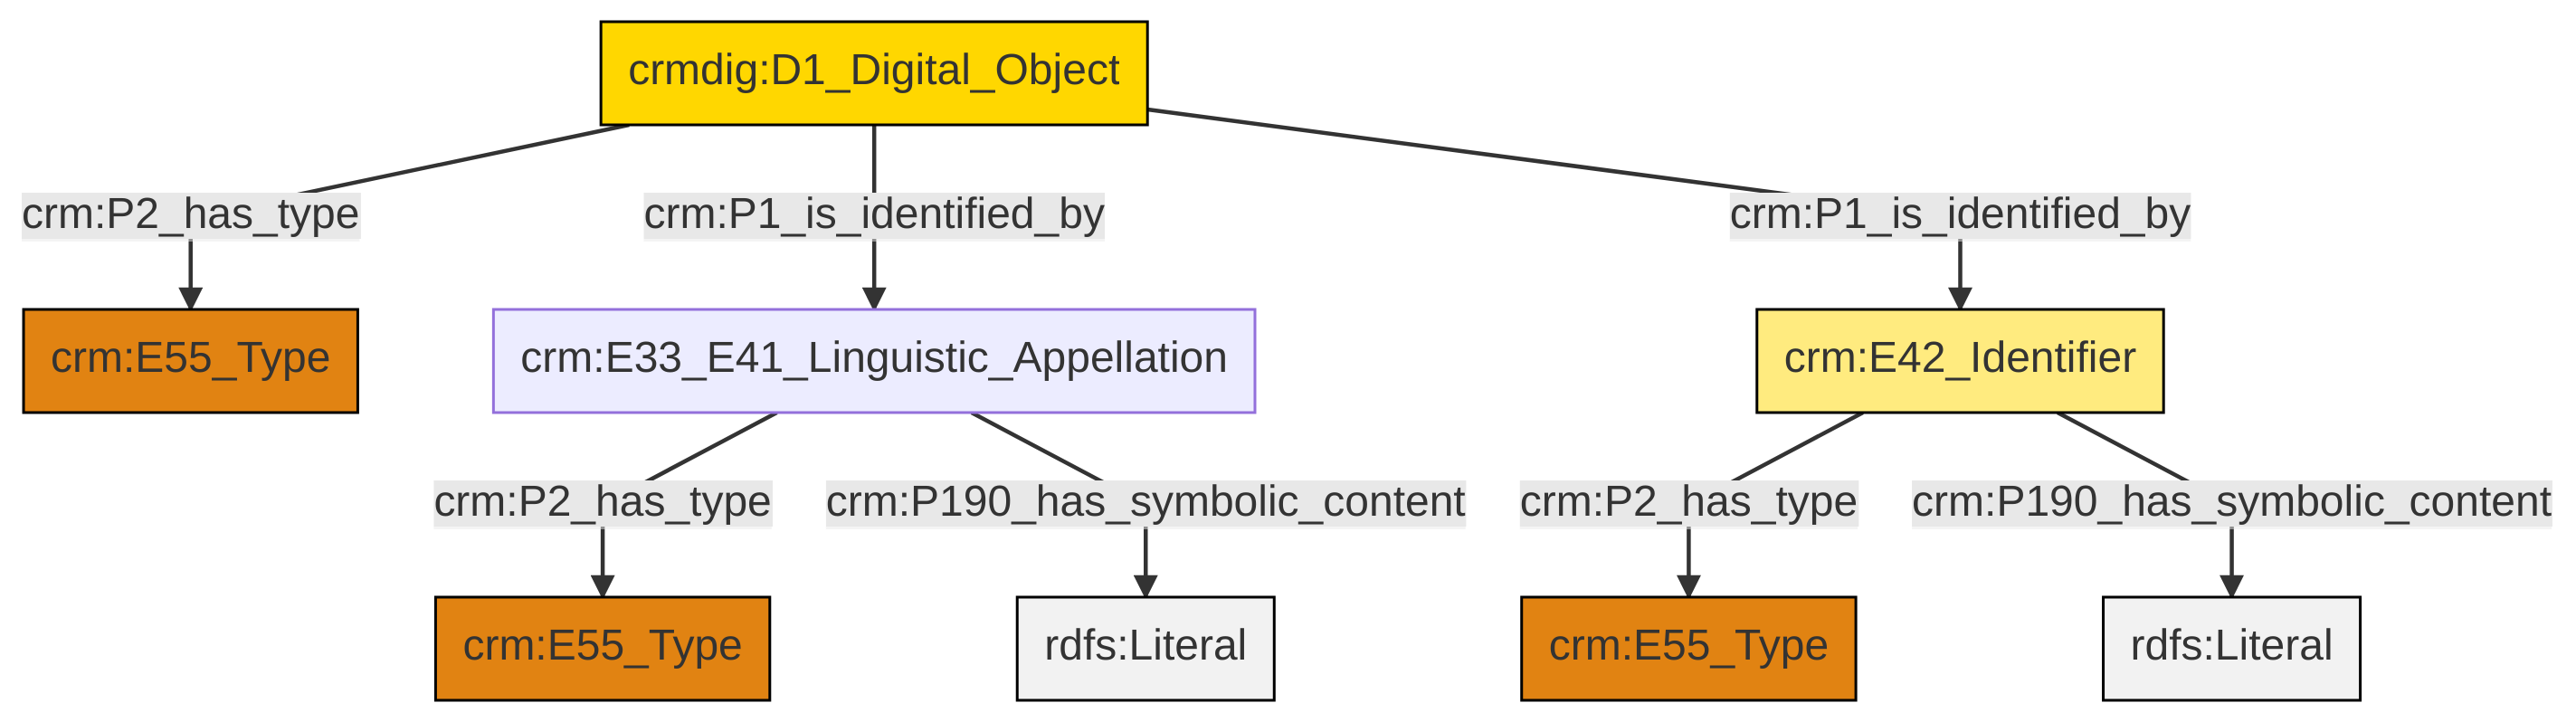 crmdig:D1_Digital_Object
crm:P2_has_type
crm:P1_is_identified_by
crm:P1_is_identified_by
crm:E55_Type
crm:E33_E41_Linguistic_Appellation
crm:E42_Identifier
crm:P2_has_type
crm:P190_has_symbolic_content
crm:P2_has_type
crm:P190_has_symbolic_content
crm:E55_Type
rdfs:Literal
crm:E55_Type
rdfs:Literal